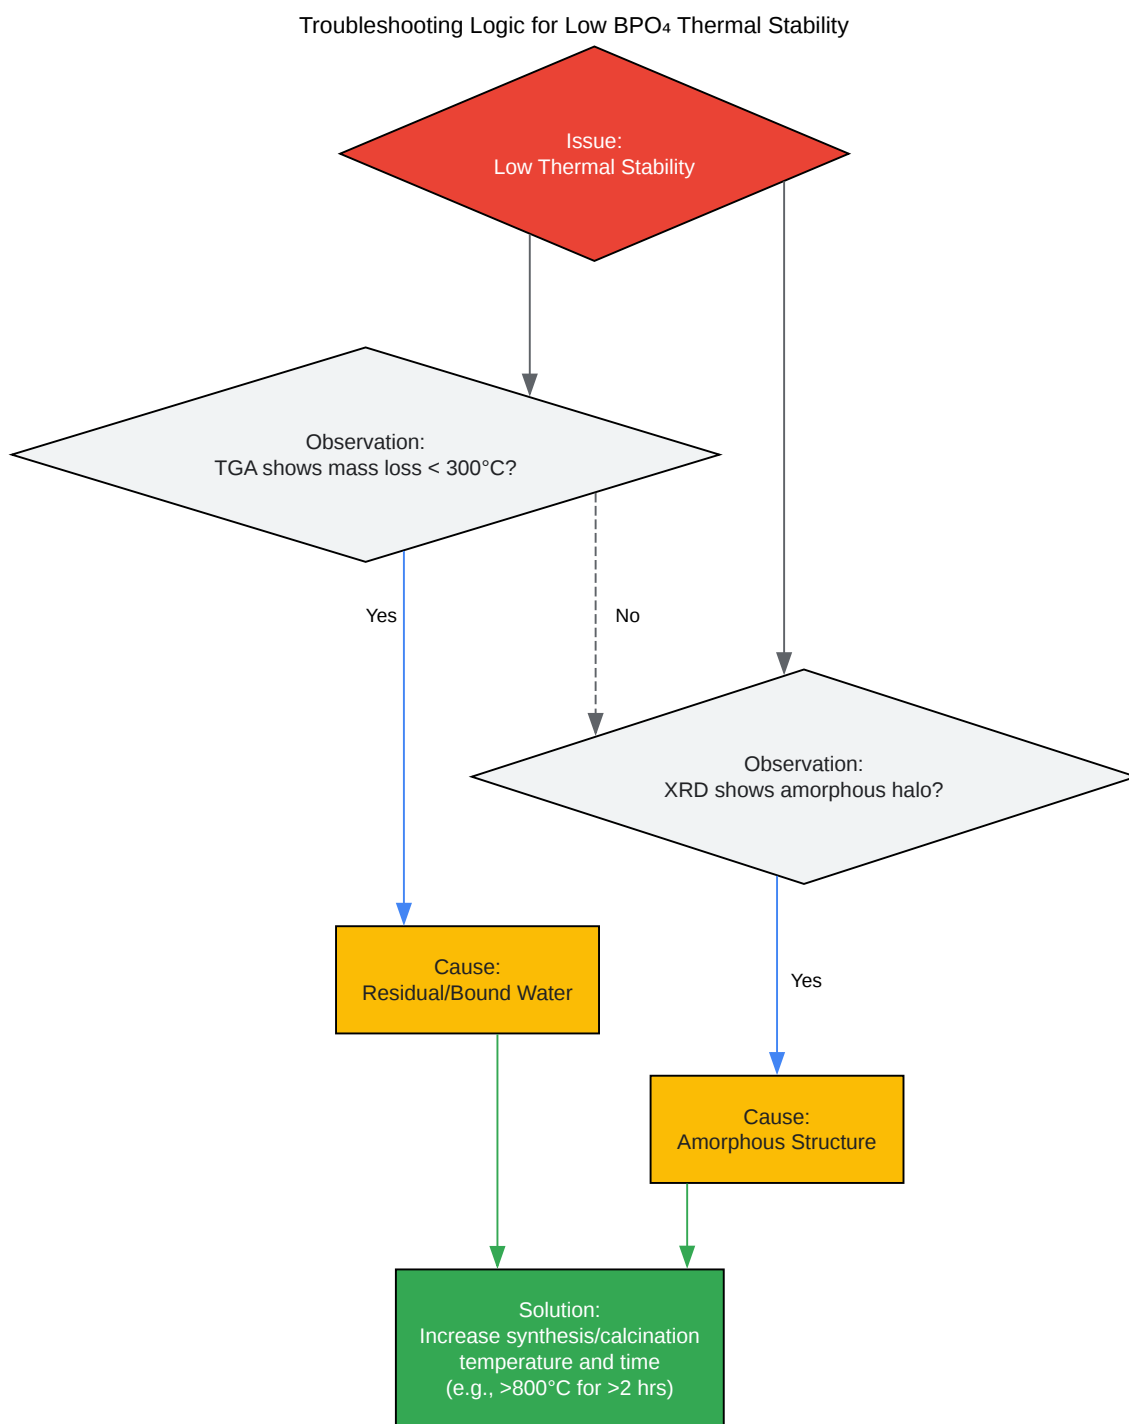 Troubleshooting Logic for Low BPO₄ Thermal Stability
Issue:
Low Thermal Stability
Observation:
TGA shows mass loss < 300°C?
Yes
No
Observation:
XRD shows amorphous halo?
Cause:
Residual/Bound Water
Yes
Cause:
Amorphous Structure
Solution:
Increase synthesis/calcination
temperature and time
(e.g., >800°C for >2 hrs)